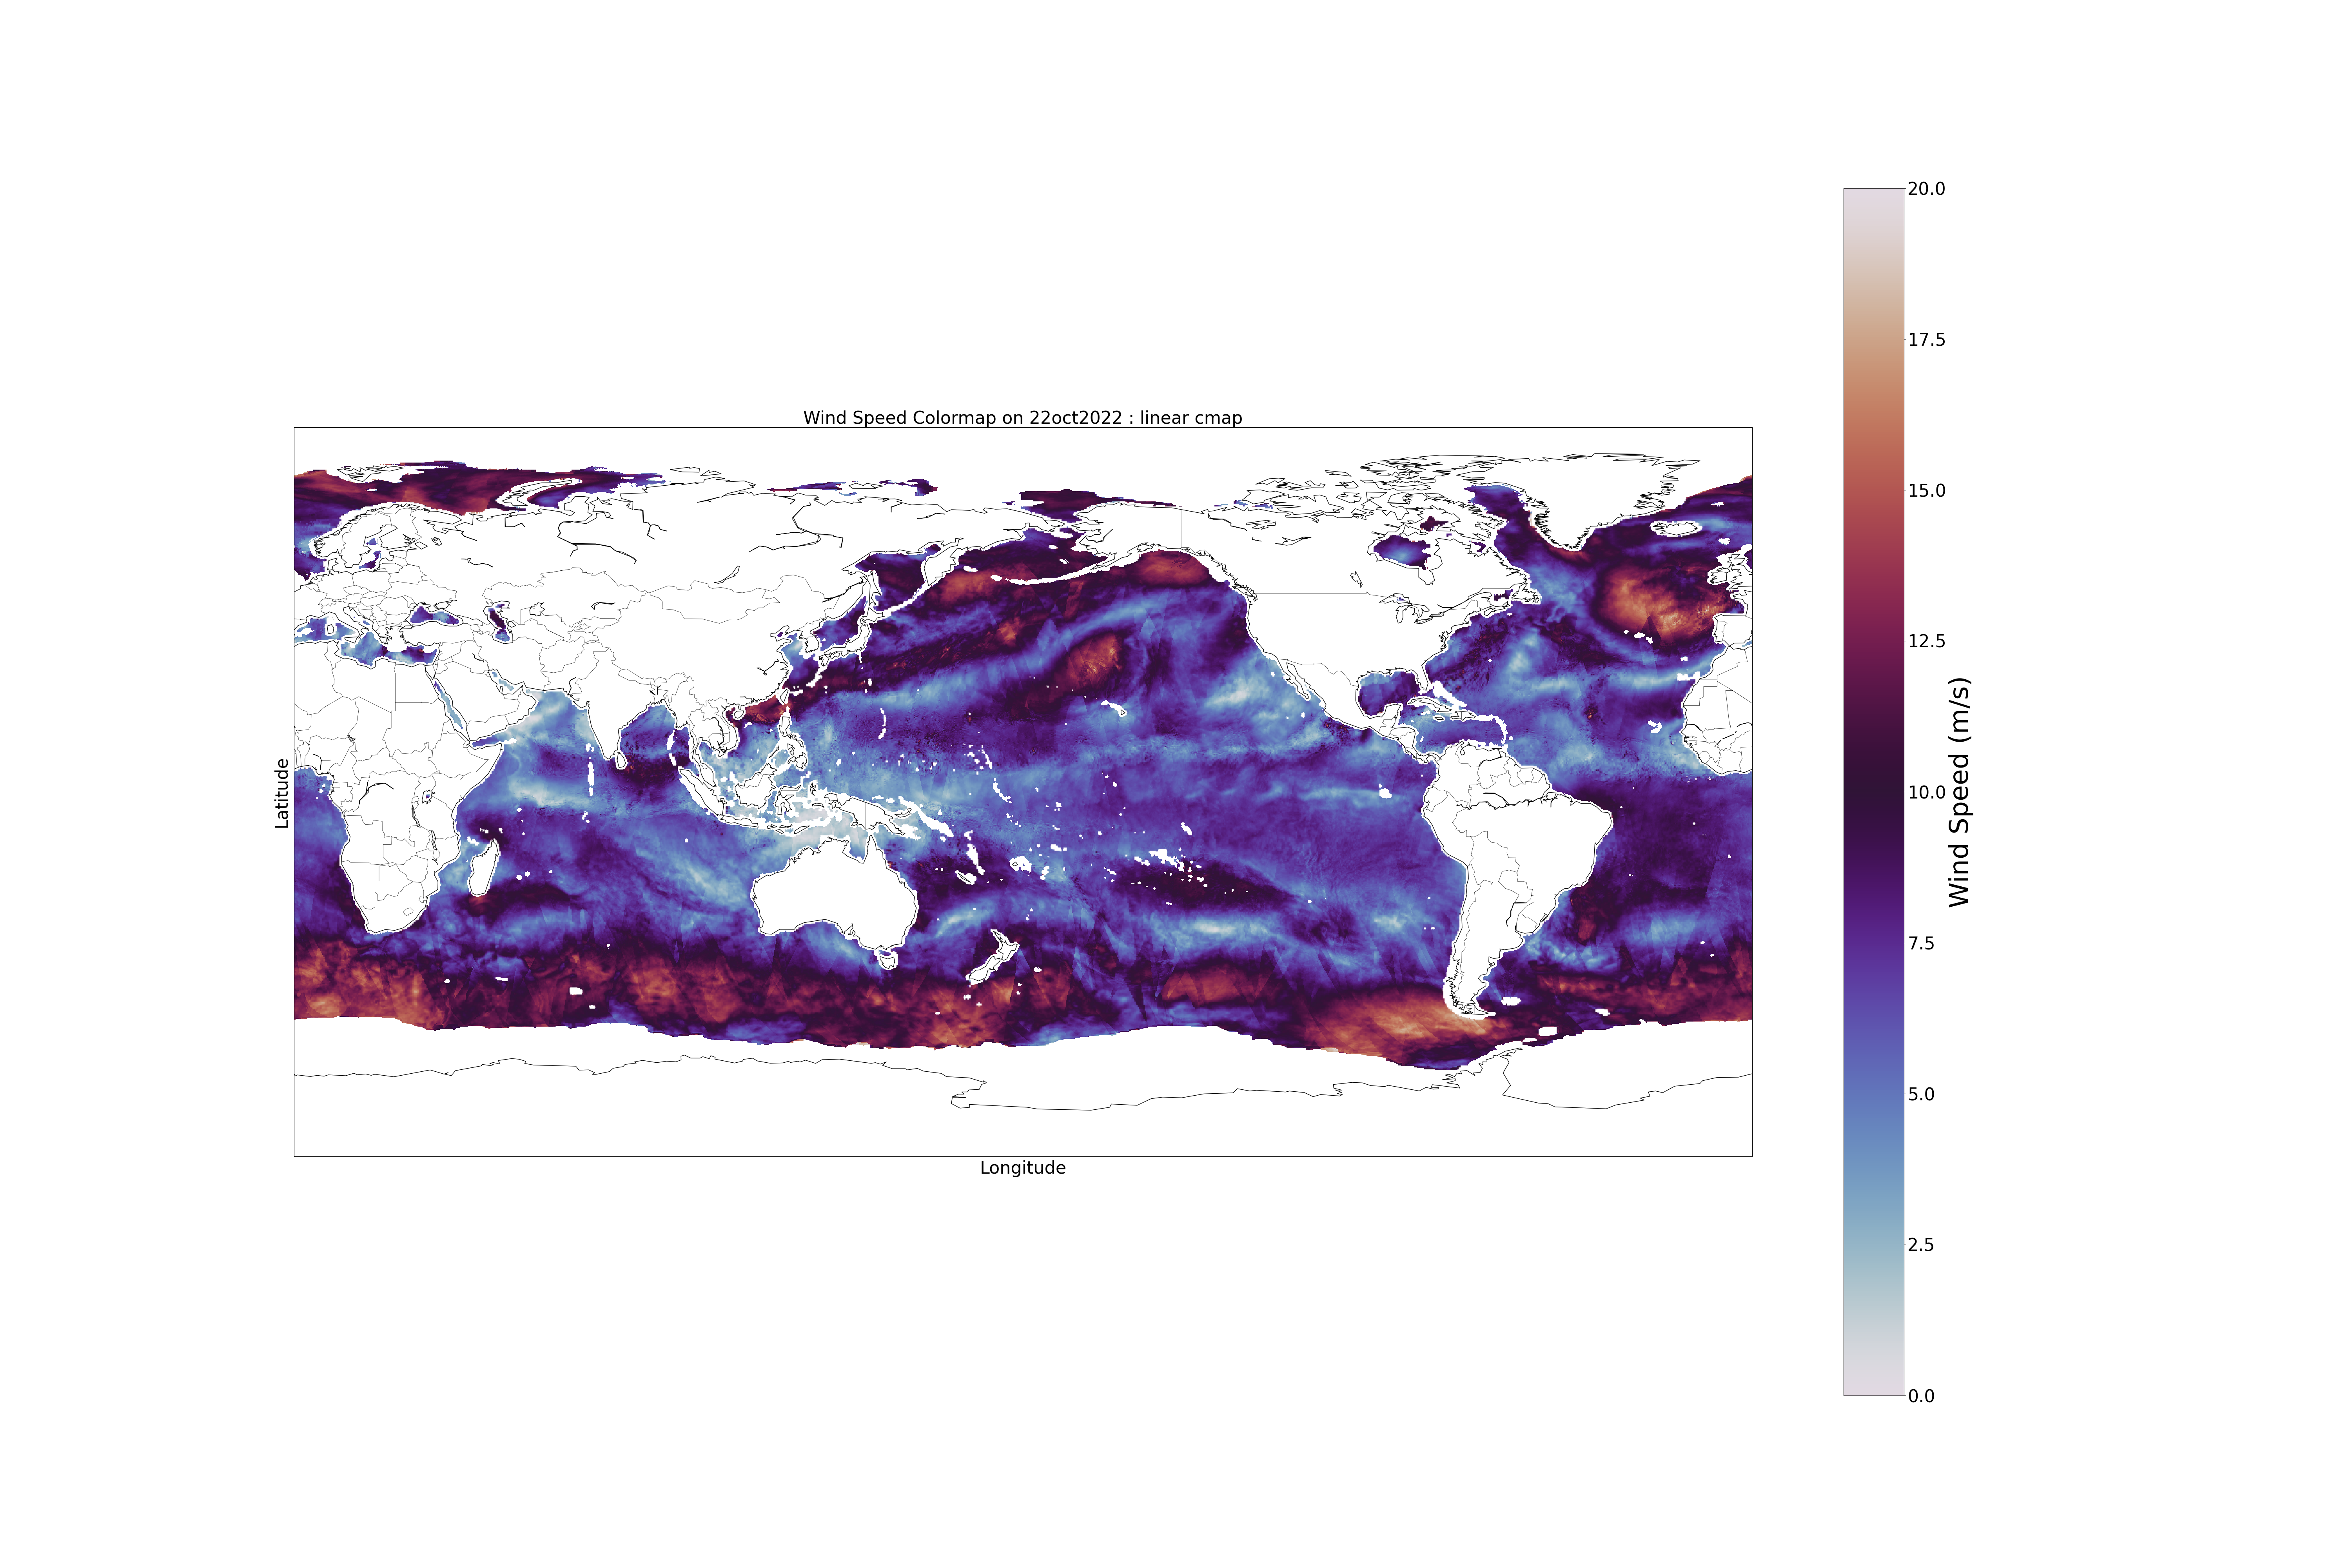 Wind Speed Colormap on 22oct2022 : linear cmap
Latitude
Longitude
20.0
17.5
15.0
12.5
10.0
7.5
5.0
2.5
0.0
Wind Speed (m/s)